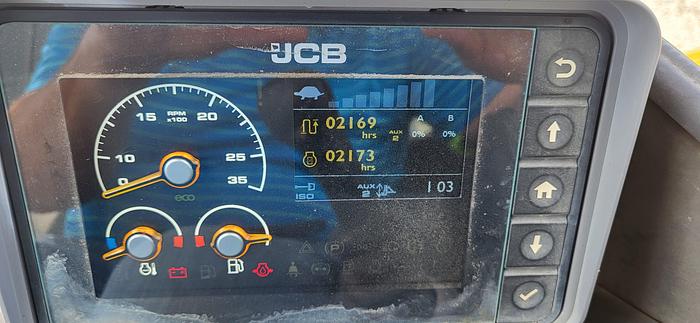 JCB
RPM
x100
15 20
10 25
0 35
eco
A B
02169
hrs
AUX
2
0% 0%
02173
hrs
ISO
AUX
2
1 03
P